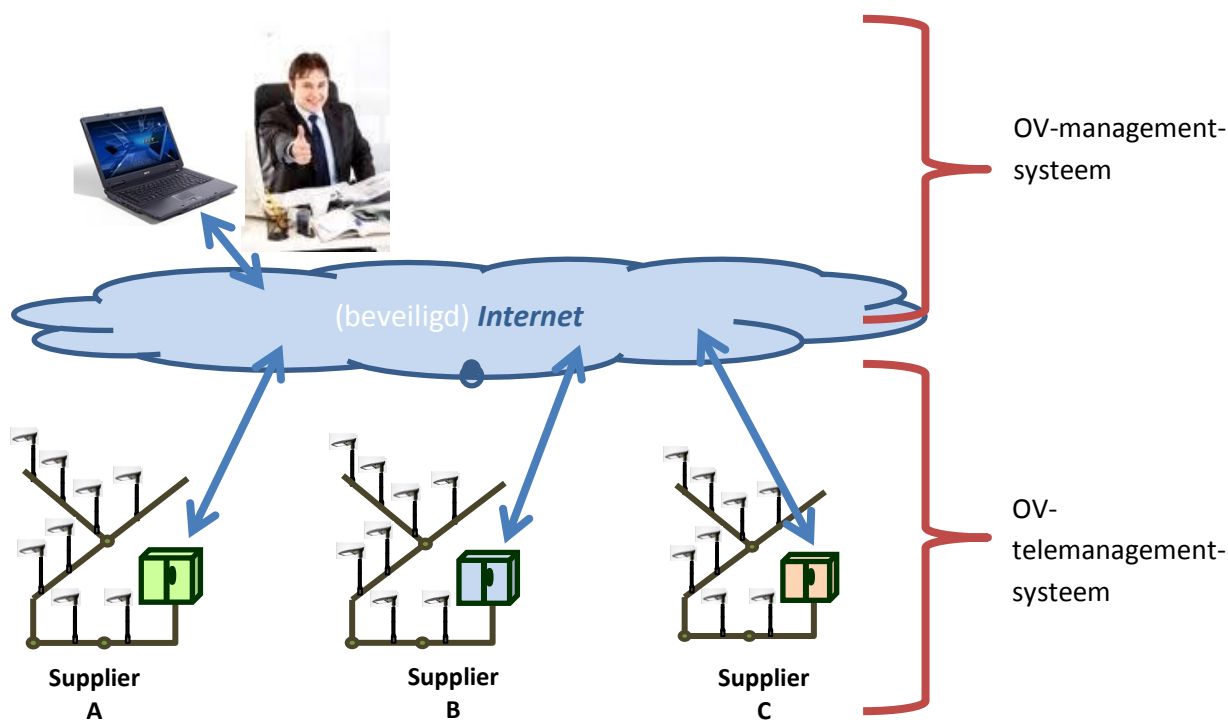 OV-management-
systeem
(beveiligd) Internet
OV-
telemanagement-
systeem
Supplier
A
Supplier
B
Supplier
C